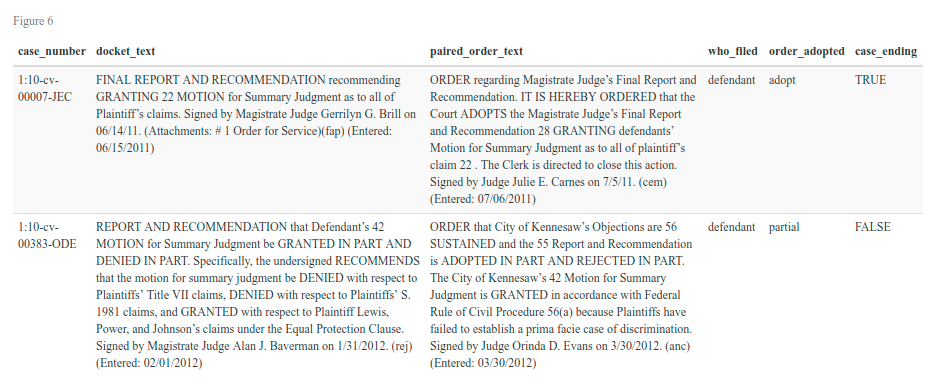 Figure 6
case_number docket_text paired_order_text who_filed order_adopted case_ending
1:10-cv-00007-JEC
FINAL REPORT AND RECOMMENDATION recommending
GRANTING 22 MOTION for Summary Judgment as to all of
Plaintiff's claims. Signed by Magistrate Judge Gerrilyn G. Brill on
06/14/11. (Attachments: # 1 Order for Service)(fap) (Entered:
06/15/2011)
ORDER regarding Magistrate Judge's Final Report and
Recommendation. IT IS HEREBY ORDERED that the
Court ADOPTS the Magistrate Judge's Final Report
and Recommendation 28 GRANTING defendants'
Motion for Summary Judgment as to all of plaintiff's
claim 22 . The Clerk is directed to close this action.
Signed by Judge Julie E. Carnes on 7/5/11. (cem)
(Entered: 07/06/2011)
defendant adopt TRUE
1:10-cv-00383-ODE
REPORT AND RECOMMENDATION that Defendant's 42
MOTION for Summary Judgment be GRANTED IN PART AND
DENIED IN PART. Specifically, the undersigned RECOMMENDS
that the motion for summary judgment be DENIED with respect to
Plaintiffs' Title VII claims, DENIED with respect to Plaintiffs' S.
1981 claims, and GRANTED with respect to Plaintiff Lewis,
Power, and Johnson's claims under the Equal Protection Clause.
Signed by Magistrate Judge Alan J. Baverman on 1/31/2012. (rej)
(Entered: 02/01/2012)
ORDER that City of Kennesaw's Objections are 56
SUSTAINED and the 55 Report and Recommendation
is ADOPTED IN PART AND REJECTED IN PART.
The City of Kennesaw's 42 Motion for Summary
Judgment is GRANTED in accordance with Federal
Rule of Civil Procedure 56(a) because Plaintiffs have
failed to establish a prima facie case of discrimination.
Signed by Judge Orinda D. Evans on 3/30/2012. (anc)
(Entered: 03/30/2012)
defendant partial FALSE